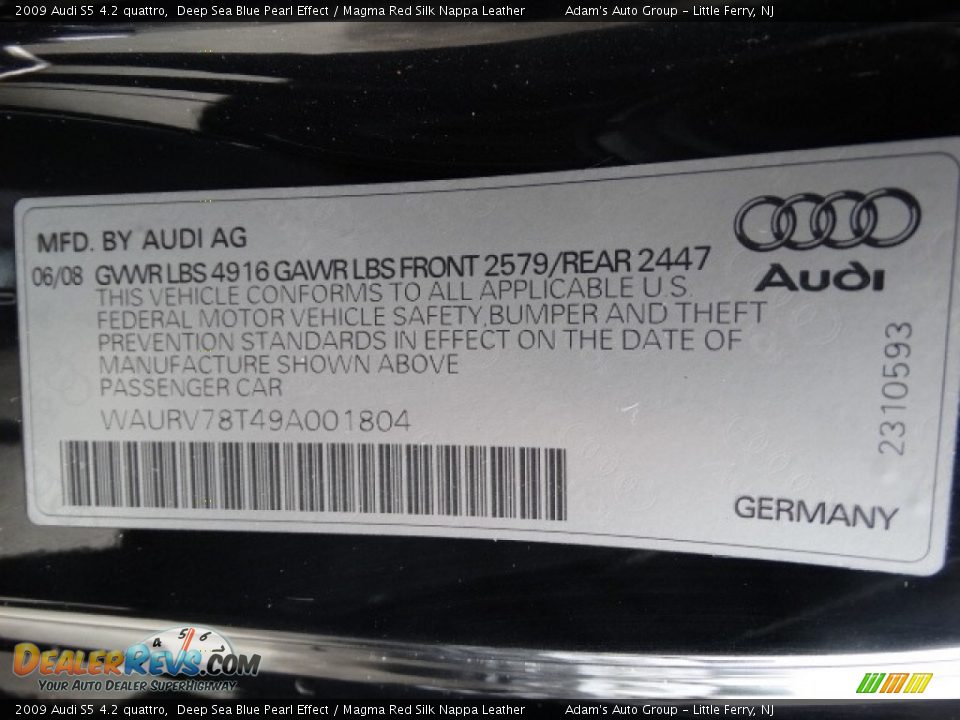 2009 Audi S5 4.2 quattro, Deep Sea Blue Pearl Effect / Magma Red Silk Nappa Leather Adam's Auto Group - Little Ferry, NJ
MFD. BY AUDI AG
06/08 GVWR LBS 4916 GAWR LBS FRONT 2579/REAR 2447
THIS VEHICLE CONFORMS TO ALL APPLICABLE U.S.
FEDERAL MOTOR VEHICLE SAFETY,BUMPER AND THEFT
PREVENTION STANDARDS IN EFFECT ON THE DATE OF
MANUFACTURE SHOWN ABOVE
PASSENGER CAR
WAURV78T49A001804
Audi
2310593
GERMANY
4 5 6
DEALERREVS.COM
YOUR AUTO DEALER SUPERHIGHWAY
2009 Audi S5 4.2 quattro, Deep Sea Blue Pearl Effect / Magma Red Silk Nappa Leather Adam's Auto Group - Little Ferry, NJ